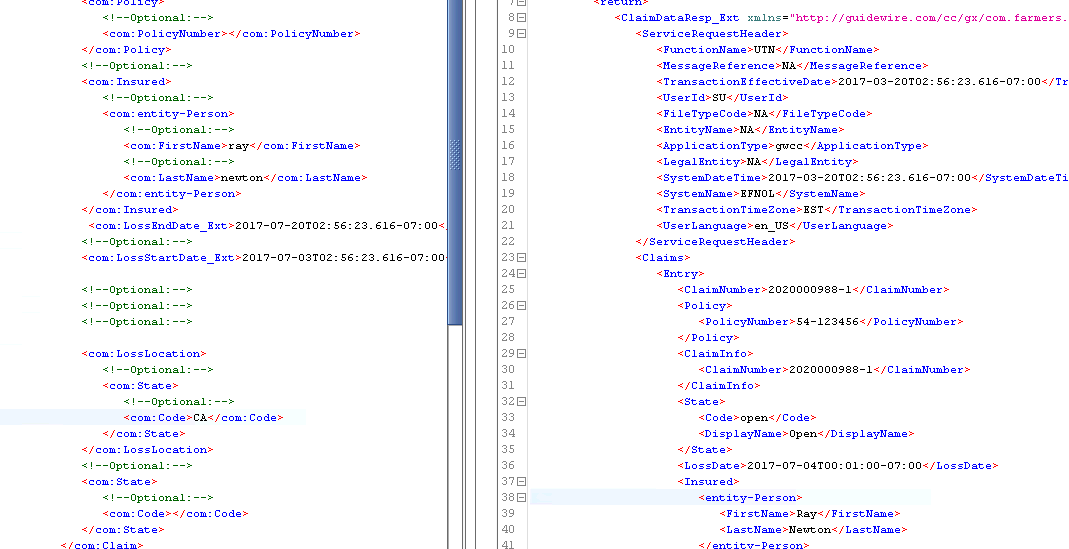 <com:Policy>
<!--Optional:-->
<com:PolicyNumber></com:PolicyNumber>
</com:Policy>
<!--Optional:-->
<com:Insured>
<!--Optional:-->
<com:entity-Person>
<!--Optional:-->
<com:FirstName>ray</com:FirstName>
<!--Optional:-->
<com:LastName>newton</com:LastName>
</com:entity-Person>
</com:Insured>
<com:LossEndDate_Ext>2017-07-20T02:56:23.616-07:00<
<!--Optional:-->
<com:LossStartDate_Ext>2017-07-03T02:56:23.616-07:00
<!--Optional:-->
<!--Optional:-->
<!--Optional:-->
<com:LossLocation>
<!--Optional:-->
<com:State>
<!--Optional:-->
<com:Code>CA</com:Code>
</com:State>
</com:LossLocation>
<!--Optional:-->
<com:State>
<!--Optional:-->
<com:Code></com:Code>
</com:State>
</com:Claim>
7 <return>
8 <ClaimDataResp_Ext xmlns="http://guidewire.com/cc/gx/com.farmers.
9 <ServiceRequestHeader>
10 <FunctionName>UTN</FunctionName>
11 <MessageReference>NA</MessageReference>
12 <TransactionEffectiveDate>2017-03-20T02:56:23.616-07:00</Tr
13 <UserId>SU</UserId>
14 <FileTypeCode>NA</FileTypeCode>
15 <EntityName>NA</EntityName>
16 <ApplicationType>gwcc</ApplicationType>
17 <LegalEntity>NA</LegalEntity>
18 <SystemDateTime>2017-03-20T02:56:23.616-07:00</SystemDateTi
19 <SystemName>EFNOL</SystemName>
20 <TransactionTimeZone>EST</TransactionTimeZone>
21 <UserLanguage>en_US</UserLanguage>
22 </ServiceRequestHeader>
23 <Claims>
24 <Entry>
25 <ClaimNumber>2020000988-1</ClaimNumber>
26 <Policy>
27 <PolicyNumber>54-123456</PolicyNumber>
28 </Policy>
29 <ClaimInfo>
30 <ClaimNumber>2020000988-1</ClaimNumber>
31 </ClaimInfo>
32 <State>
33 <Code>open</Code>
34 <DisplayName>Open</DisplayName>
35 </State>
36 <LossDate>2017-07-04T00:01:00-07:00</LossDate>
37 <Insured>
38 <entity-Person>
39 <FirstName>Ray</FirstName>
40 <LastName>Newton</LastName>
41 </entity-Person>